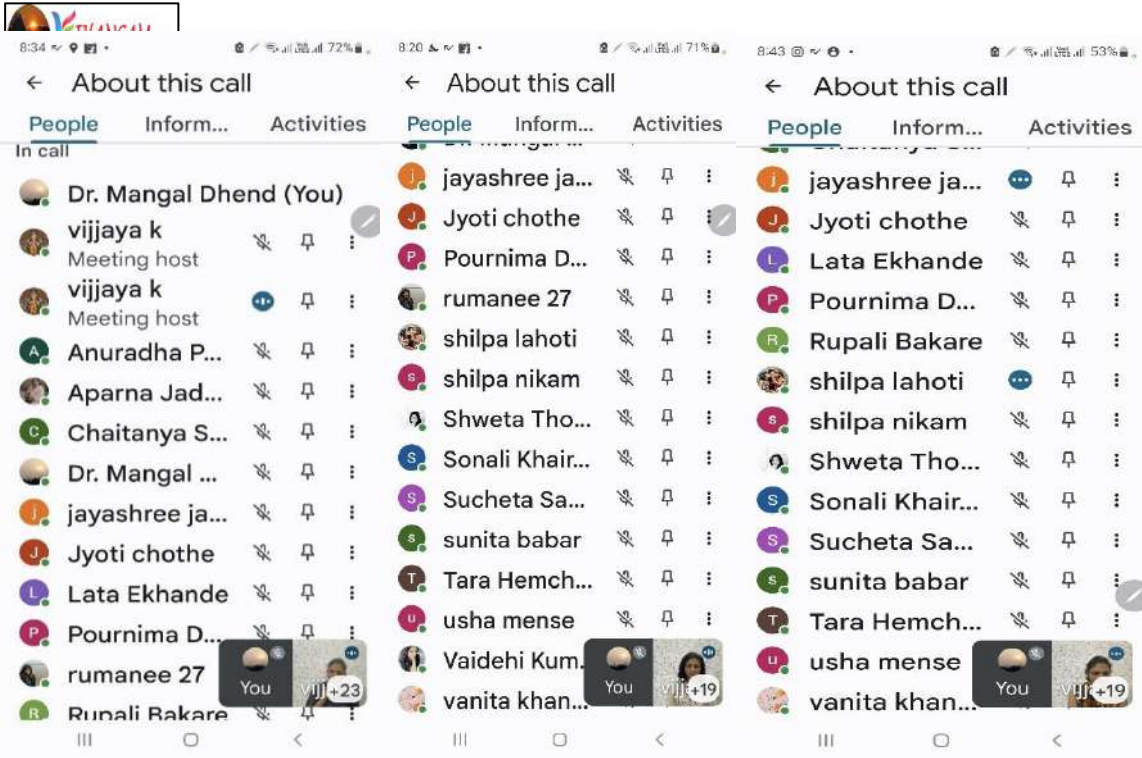 8:34
72%
About this call
People Inform... Activities
In call
Dr. Mangal Dhend (You)
vijjaya k
Meeting host
vijjaya k
Meeting host
A Anuradha P...
Aparna Jad...
C Chaitanya S...
Dr. Mangal ...
j jayashree ja...
J Jyoti chothe
L Lata Ekhande
P Pournima D...
rumanee 27
R Rupali Bakare
You +23
8:20
71%
About this call
People Inform... Activities
j jayashree ja...
J Jyoti chothe
P Pournima D...
rumanee 27
shilpa lahoti
s shilpa nikam
Shweta Tho...
S Sonali Khair...
S Sucheta Sa...
s sunita babar
T Tara Hemch...
u usha mense
Vaidehi Kum.
vanita khan...
You +19
8:43
53%
About this call
People Inform... Activities
j jayashree ja...
J Jyoti chothe
L Lata Ekhande
P Pournima D...
R Rupali Bakare
shilpa lahoti
s shilpa nikam
Shweta Tho...
S Sonali Khair...
S Sucheta Sa...
s sunita babar
T Tara Hemch...
u usha mense
vanita khan...
You +19